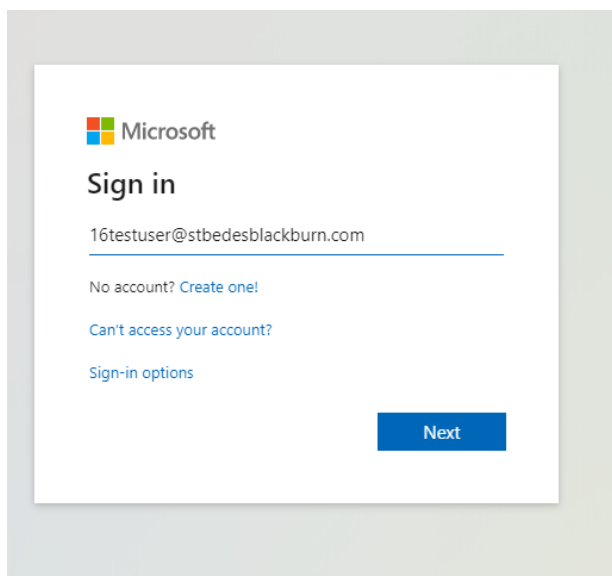 Microsoft
Sign in
16testuser@stbedesblackburn.com
No account? Create one!
Can't access your account?
Sign-in options
Next